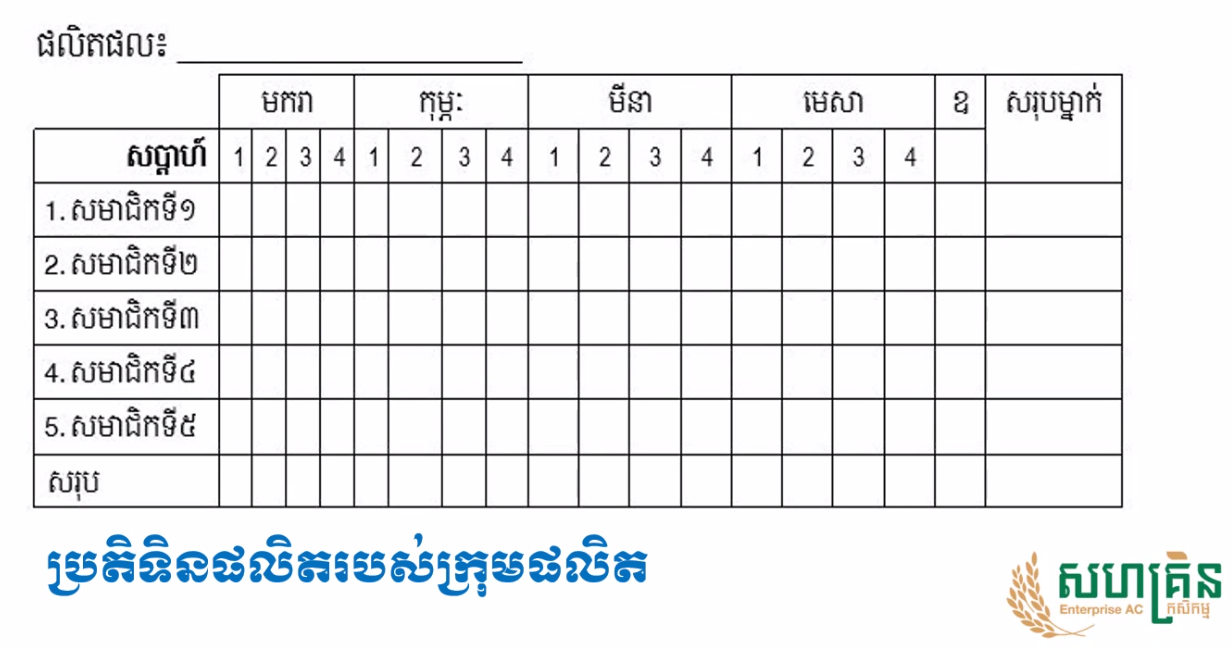 ផលិតផល៖ ____________________
មករា កុម្ភៈ មីនា មេសា ឧ សរុបម្នាក់
សប្តាហ៍ 1 2 3 4 1 2 3 4 1 2 3 4 1 2 3 4
1. សមាជិកទី១
2. សមាជិកទី២
3. សមាជិកទី៣
4. សមាជិកទី៤
5. សមាជិកទី៥
សរុប
ប្រតិទិនផលិតរបស់ក្រុមផលិត
សហគ្រិន
Enterprise AC កសិកម្ម